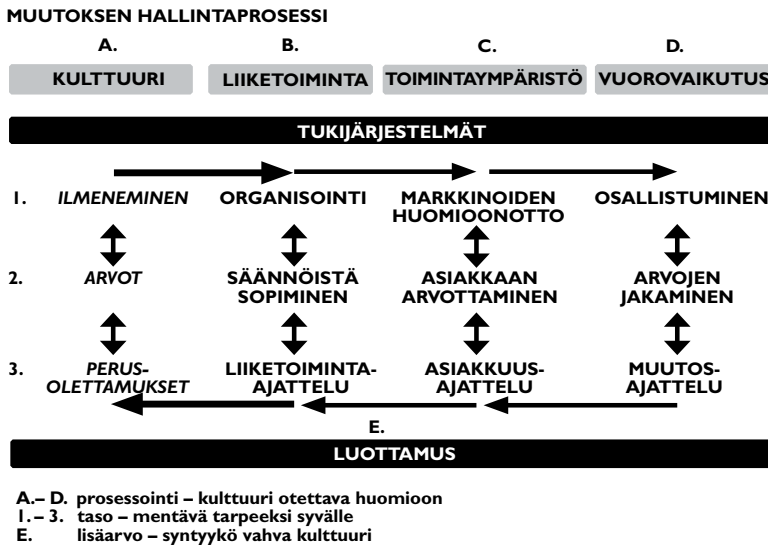 MUUTOKSEN HALLINTAPROSESSI
A. B. C. D.
KULTTUURI LIIKETOIMINTA TOIMINTAYMPÄRISTÖ VUOROVAIKUTUS
TUKIJÄRJESTELMÄT
1. ILMENEMINEN ORGANISOINTI MARKKINOIDEN OSALLISTUMINEN
HUOMIOONOTTO
2. ARVOT SÄÄNNÖISTÄ ASIAKKAAN ARVOJEN
SOPIMINEN ARVOTTAMINEN JAKAMINEN
3. PERUS- LIIKETOIMINTA- ASIAKKUUS- MUUTOS-
OLETTAMUKSET AJATTELU AJATTELU AJATTELU
E.
LUOTTAMUS
A.– D. prosessointi – kulttuuri otettava huomioon
1. – 3. taso – mentävä tarpeeksi syvälle
E. lisäarvo – syntyykö vahva kulttuuri